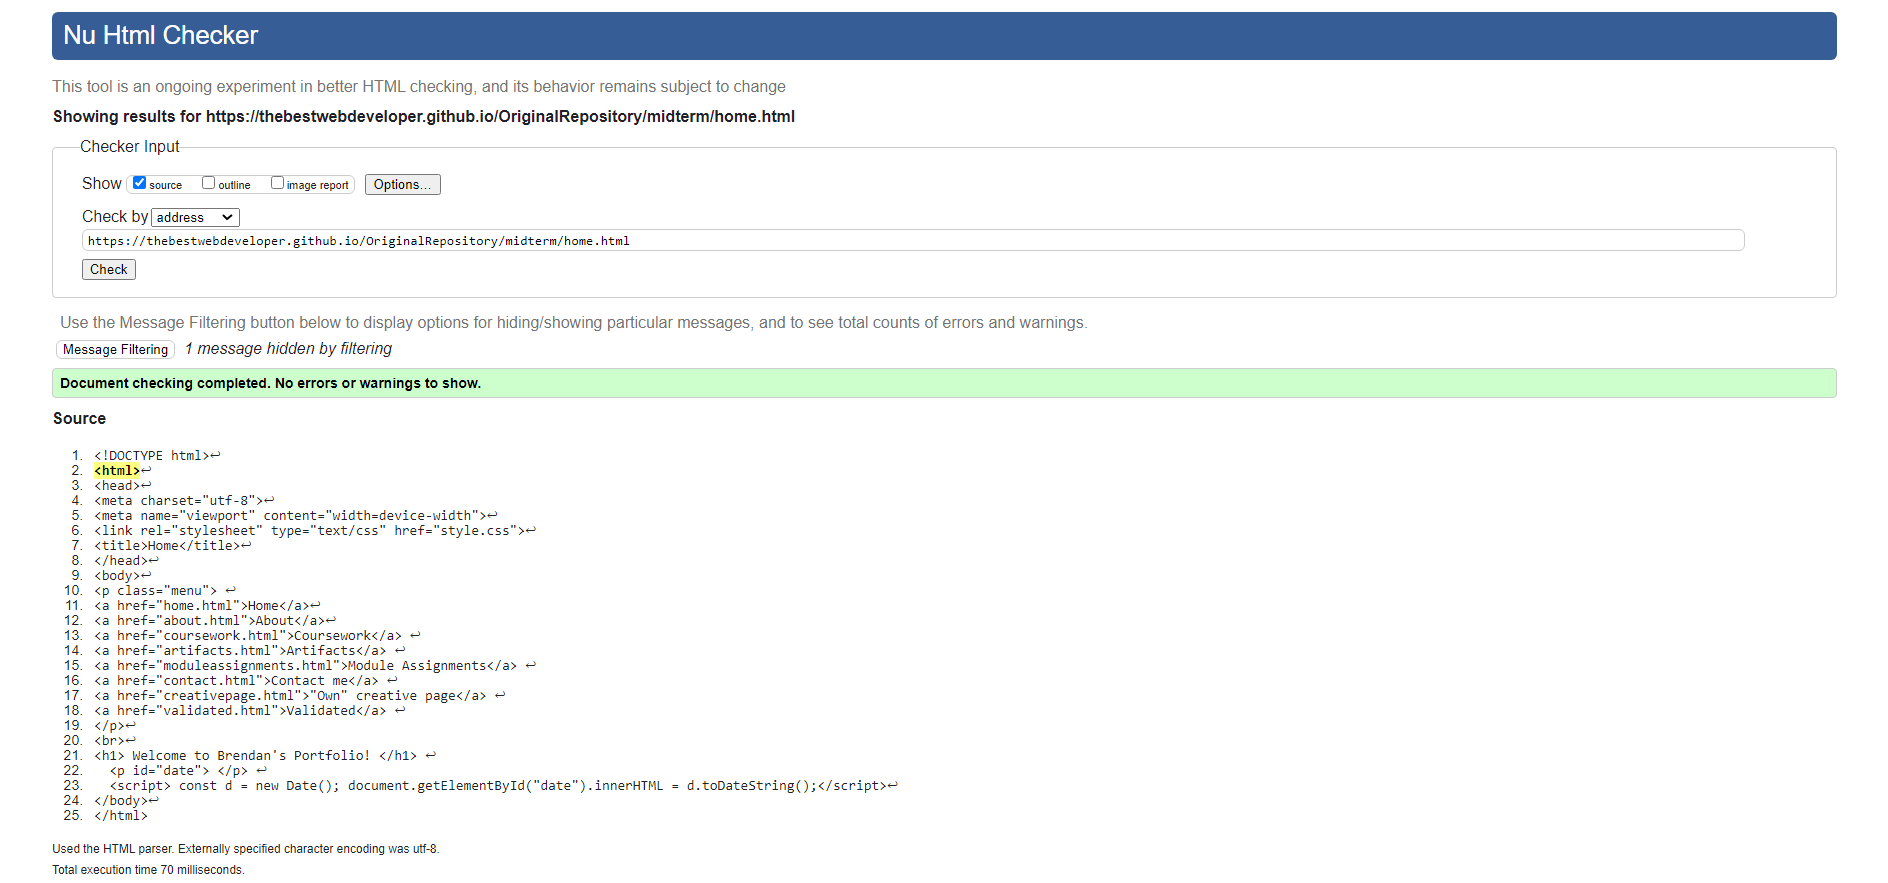 Nu Html Checker
This tool is an ongoing experiment in better HTML checking, and its behavior remains subject to change
Showing results for https://thebestwebdeveloper.github.io/OriginalRepository/midterm/home.html
Checker Input
Show source outline image report Options...
Check by address
https://thebestwebdeveloper.github.io/OriginalRepository/midterm/home.html
Check
Use the Message Filtering button below to display options for hiding/showing particular messages, and to see total counts of errors and warnings.
Message Filtering 1 message hidden by filtering
Document checking completed. No errors or warnings to show.
Source
1. <!DOCTYPE html>↩
2. <html>↩
3. <head>↩
4. <meta charset="utf-8">↩
5. <meta name="viewport" content="width=device-width">↩
6. <link rel="stylesheet" type="text/css" href="style.css">↩
7. <title>Home</title>↩
8. </head>↩
9. <body>↩
10. <p class="menu"> ↩
11. <a href="home.html">Home</a>↩
12. <a href="about.html">About</a>↩
13. <a href="coursework.html">Coursework</a> ↩
14. <a href="artifacts.html">Artifacts</a> ↩
15. <a href="moduleassignments.html">Module Assignments</a> ↩
16. <a href="contact.html">Contact me</a> ↩
17. <a href="creativepage.html">"Own" creative page</a> ↩
18. <a href="validated.html">Validated</a> ↩
19. </p>↩
20. <br>↩
21. <h1> Welcome to Brendan's Portfolio! </h1> ↩
22. <p id="date"> </p> ↩
23. <script> const d = new Date(); document.getElementById("date").innerHTML = d.toDateString();</script>↩
24. </body>↩
25. </html>
Used the HTML parser. Externally specified character encoding was utf-8.
Total execution time 70 milliseconds.